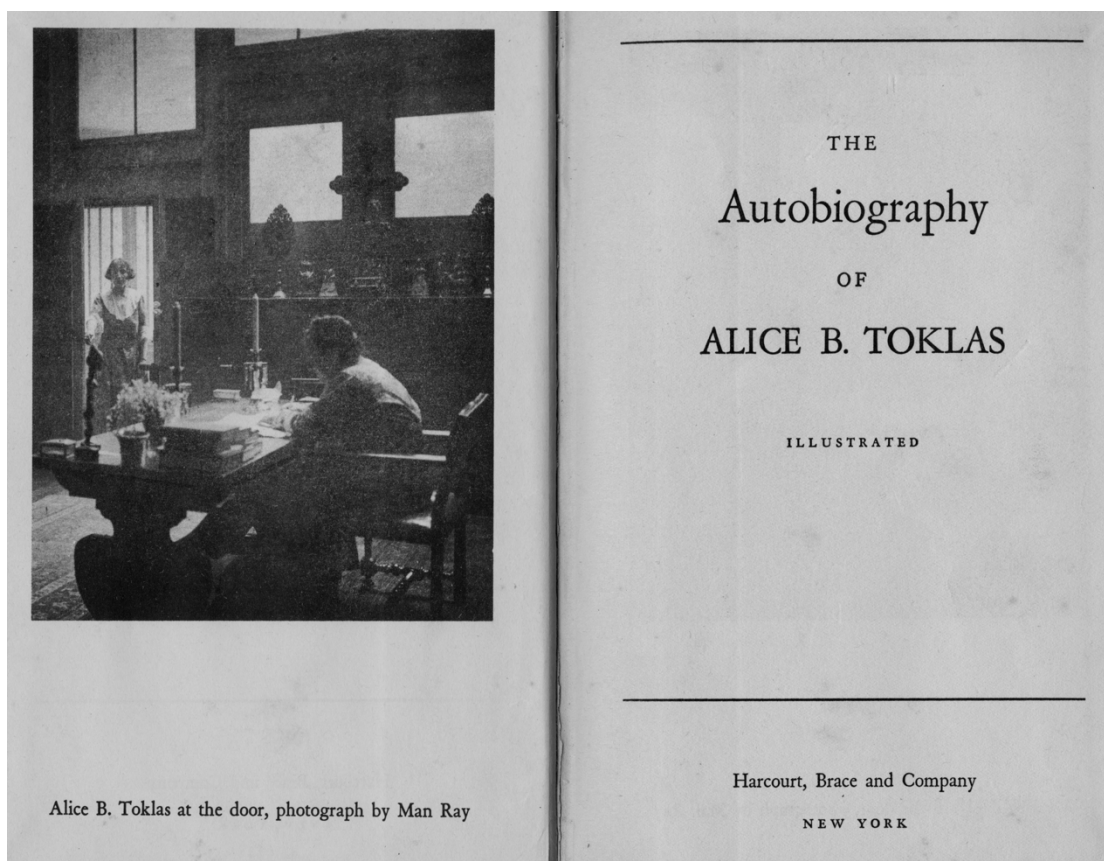 Alice B. Toklas at the door, photograph by Man Ray
THE
Autobiography
OF
ALICE B. TOKLAS
ILLUSTRATED
Harcourt, Brace and Company
NEW YORK